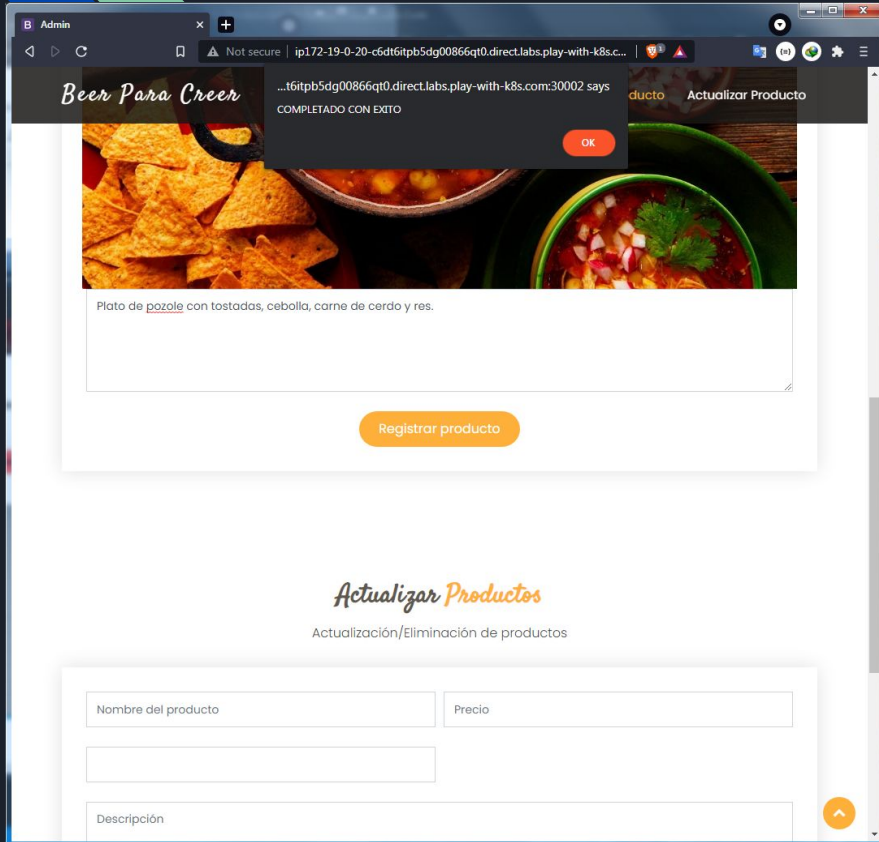 B Admin
Not secure ip172-19-0-20-c6dt6itpb5dg00866qt0.direct.labs.play-with-k8s.c...
...t6itpb5dg00866qt0.direct.labs.play-with-k8s.com:30002 says
COMPLETADO CON EXITO
OK
Beer Para Creer ducto Actualizar Producto
Plato de pozole con tostadas, cebolla, carne de cerdo y res.
Registrar producto
Actualizar Productos
Actualización/Eliminación de productos
Nombre del producto Precio
Descripción